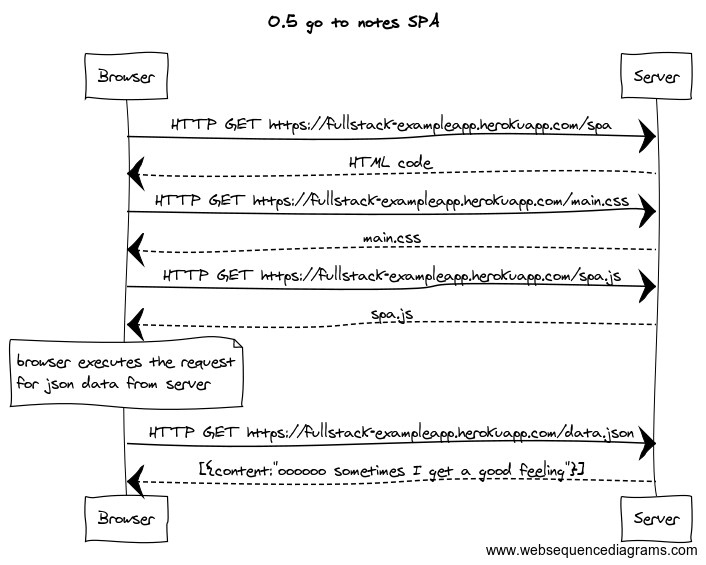 0.5 go to notes SPA
Browser
Server
HTTP GET https://fullstack-exampleapp.herokuapp.com/spa
HTML code
HTTP GET https://fullstack-exampleapp.herokuapp.com/main.css
main.css
HTTP GET https://fullstack-exampleapp.herokuapp.com/spa.js
spa.js
browser executes the request
for json data from server
HTTP GET https://fullstack-exampleapp.herokuapp.com/data.json
[{content:"oooooo sometimes I get a good feeling"}]
Browser
Server
www.websequencediagrams.com